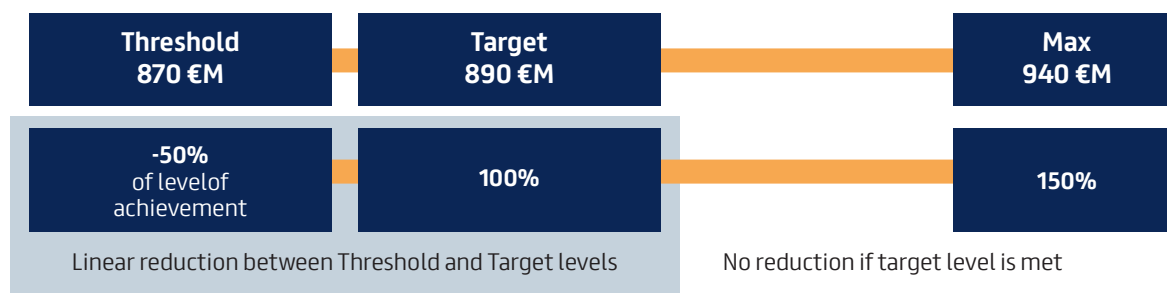 Threshold
870 €M
Target
890 €M
Max
940 €M
-50%
of levelof
achievement
100%
150%
Linear reduction between Threshold and Target levels
No reduction if target level is met